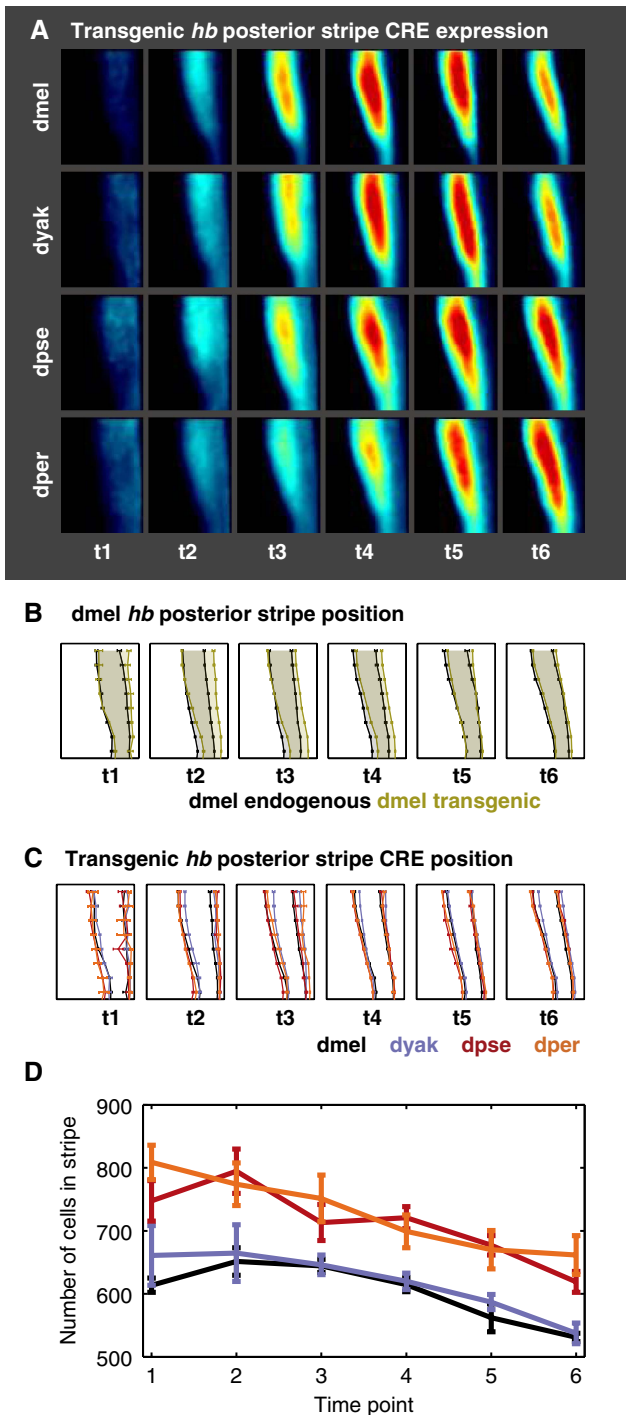 A Transgenic hb posterior stripe CRE expression
dmel
dyak
dpse
dper
t1 t2 t3 t4 t5 t6
B dmel hb posterior stripe position
t1 t2 t3 t4 t5 t6
dmel endogenous dmel transgenic
C Transgenic hb posterior stripe CRE position
t1 t2 t3 t4 t5 t6
dmel dyak dpse dper
D
Number of cells in stripe
900
800
700
600
500
1 2 3 4 5 6
Time point